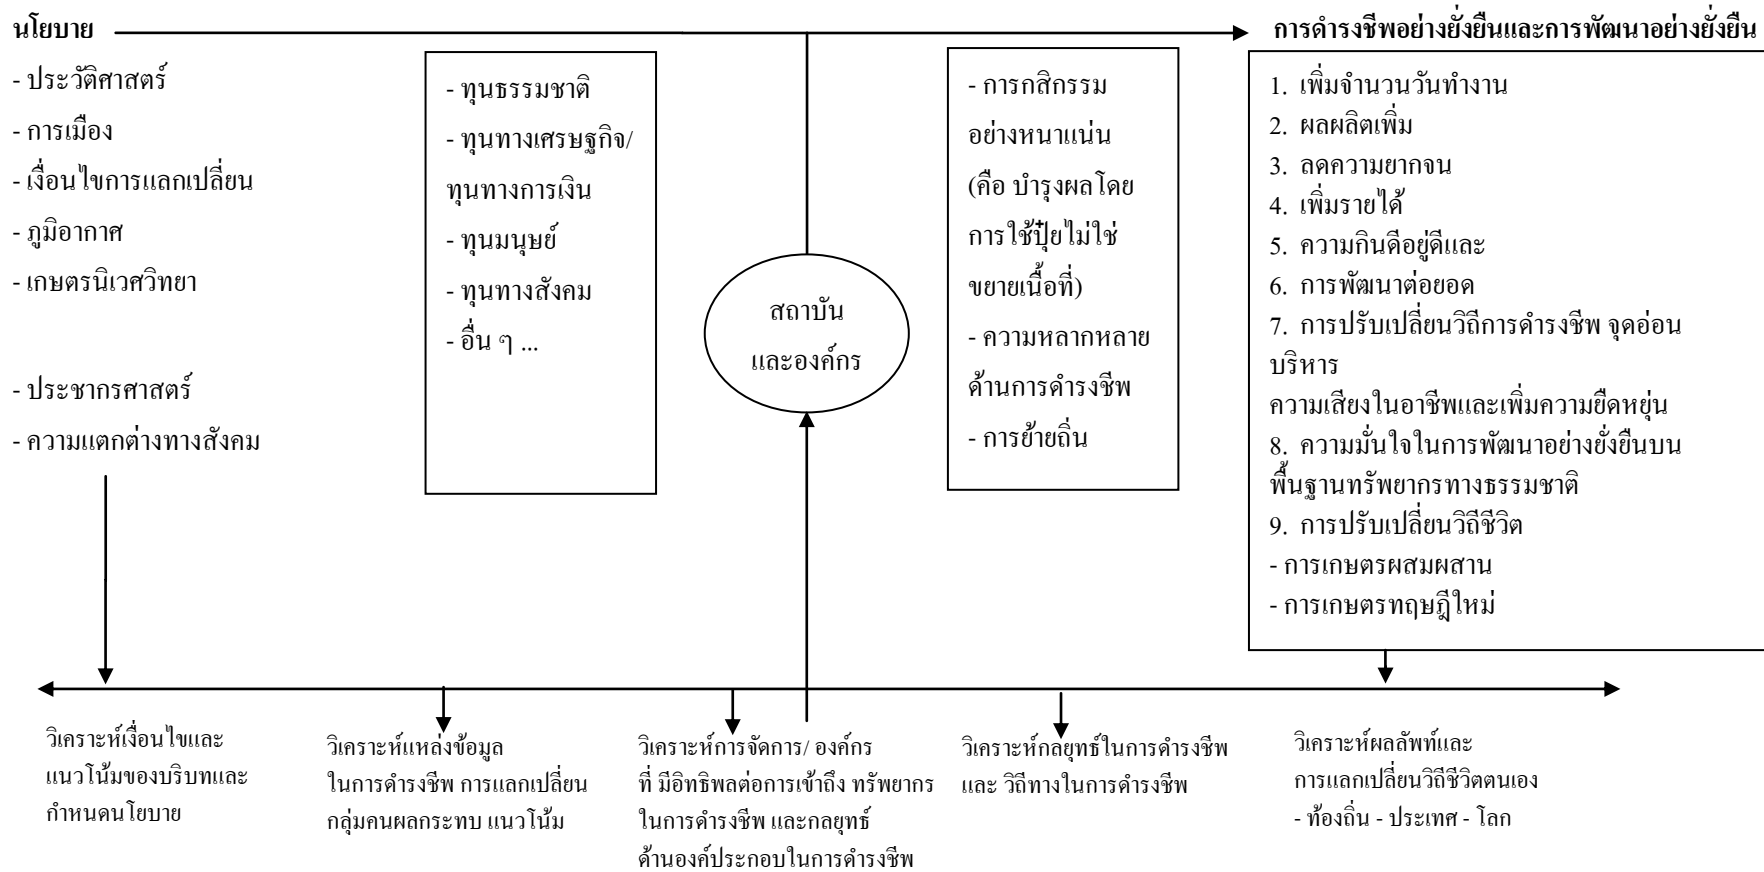 นโยบาย
การดำรงชีพอย่างยั่งยืนและการพัฒนาอย่างยั่งยืน
- ประวัติศาสตร์
- การเมือง
- เงื่อนไขการแลกเปลี่ยน
- ภูมิอากาศ
- เกษตรนิเวศวิทยา
- ประชากรศาสตร์
- ความแตกต่างทางสังคม
- ทุนธรรมชาติ
- ทุนทางเศรษฐกิจ/
ทุนทางการเงิน
- ทุนมนุษย์
- ทุนทางสังคม
- อื่น ๆ ...
สถาบัน
และองค์กร
- การกสิกรรม
อย่างหนาแน่น
(คือ บำรุงผลโดย
การใช้ปุ๋ยไม่ใช่
ขยายเนื้อที่)
- ความหลากหลาย
ด้านการดำรงชีพ
- การย้ายถิ่น
1. เพิ่มจำนวนวันทำงาน
2. ผลผลิตเพิ่ม
3. ลดความยากจน
4. เพิ่มรายได้
5. ความกินดีอยู่ดีและ
6. การพัฒนาต่อยอด
7. การปรับเปลี่ยนวิถีการดำรงชีพ จุดอ่อน
บริหาร
ความเสี่ยงในอาชีพและเพิ่มความยืดหยุ่น
8. ความมั่นใจในการพัฒนาอย่างยั่งยืนบน
พื้นฐานทรัพยากรทางธรรมชาติ
9. การปรับเปลี่ยนวิถีชีวิต
- การเกษตรผสมผสาน
- การเกษตรทฤษฎีใหม่
วิเคราะห์เงื่อนไขและ
แนวโน้มของบริบทและ
กำหนดนโยบาย
วิเคราะห์แหล่งข้อมูล
ในการดำรงชีพ การแลกเปลี่ยน
กลุ่มคนผลกระทบ แนวโน้ม
วิเคราะห์การจัดการ/ องค์กร
ที่ มีอิทธิพลต่อการเข้าถึง ทรัพยากร
ในการดำรงชีพ และกลยุทธ์
ด้านองค์ประกอบในการดำรงชีพ
วิเคราะห์กลยุทธ์ในการดำรงชีพ
และ วิถีทางในการดำรงชีพ
วิเคราะห์ผลลัพท์และ
การแลกเปลี่ยนวิถีชีวิตตนเอง
- ท้องถิ่น - ประเทศ - โลก